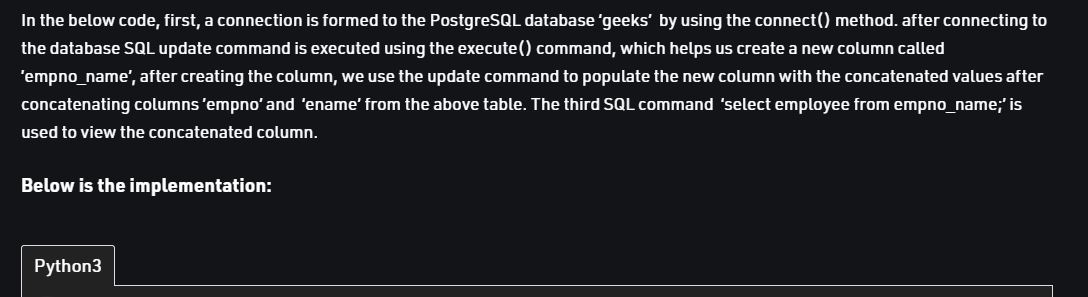 In the below code, first, a connection is formed to the PostgreSQL database ‘geeks’  by using the connect() method. after connecting to
the database SQL update command is executed using the execute() command, which helps us create a new column called
‘empno_name’, after creating the column, we use the update command to populate the new column with the concatenated values after
concatenating columns ‘empno’ and  ‘ename’ from the above table. The third SQL command  ‘select employee from empno_name;’ is
used to view the concatenated column.
Below is the implementation:
Python3